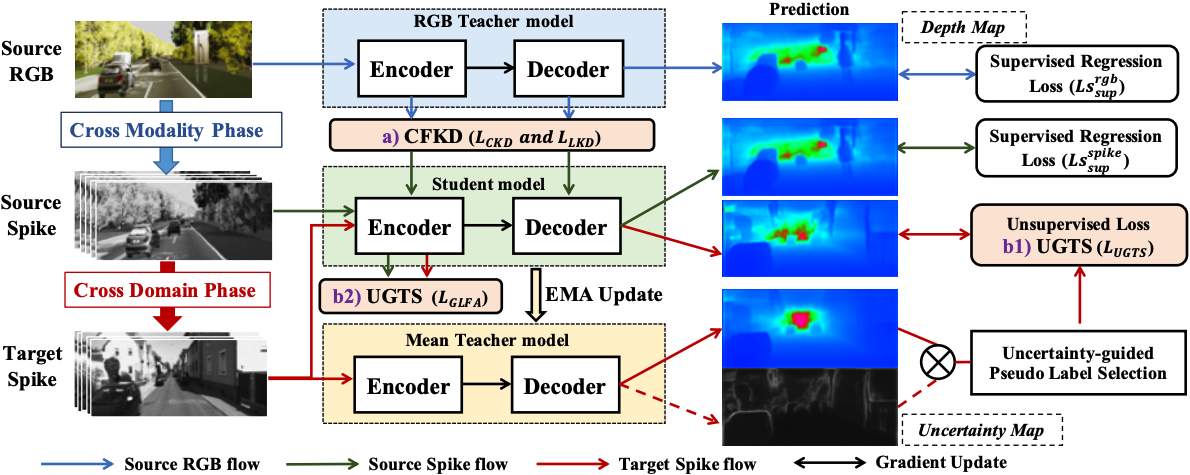 Prediction
Source
RGB
RGB Teacher model
Encoder
Decoder
Depth Map
Supervised Regression
Loss (Ls_{sup}^{rgb})
Cross Modality Phase
a) CFKD (L_{CKD} and L_{LKD})
Supervised Regression
Loss (Ls_{sup}^{spike})
Source
Spike
Student model
Encoder
Decoder
Unsupervised Loss
b1) UGTS (L_{UGTS})
Cross Domain Phase
b2) UGTS (L_{GLFA})
EMA Update
Target
Spike
Mean Teacher model
Encoder
Decoder
Uncertainty-guided
Pseudo Label Selection
Uncertainty Map
Source RGB flow
Source Spike flow
Target Spike flow
Gradient Update